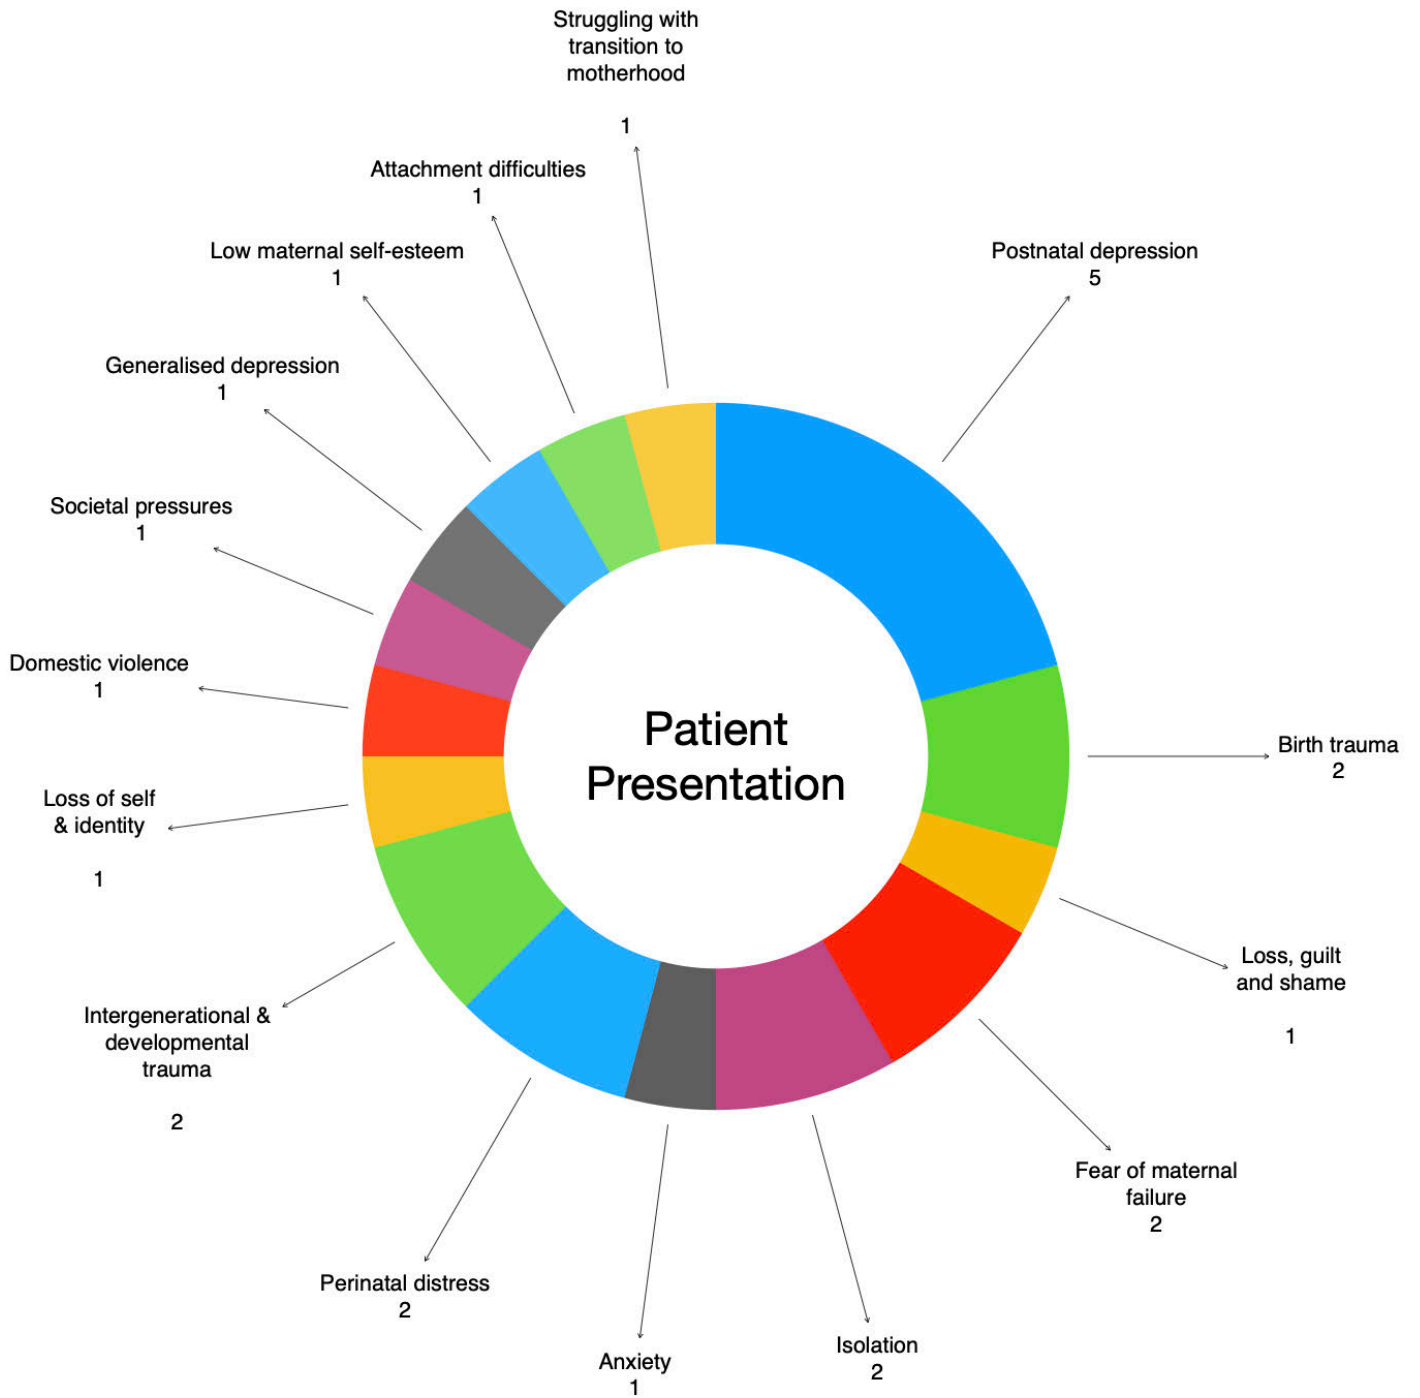 Struggling with
transition to
motherhood
1
Attachment difficulties
1
Low maternal self-esteem
1
Postnatal depression
5
Generalised depression
1
Societal pressures
1
Domestic violence
1
Patient
Presentation
Birth trauma
2
Loss of self
& identity
1
Loss, guilt
and shame
1
Intergenerational &
developmental
trauma
2
Fear of maternal
failure
2
Perinatal distress
2
Isolation
2
Anxiety
1